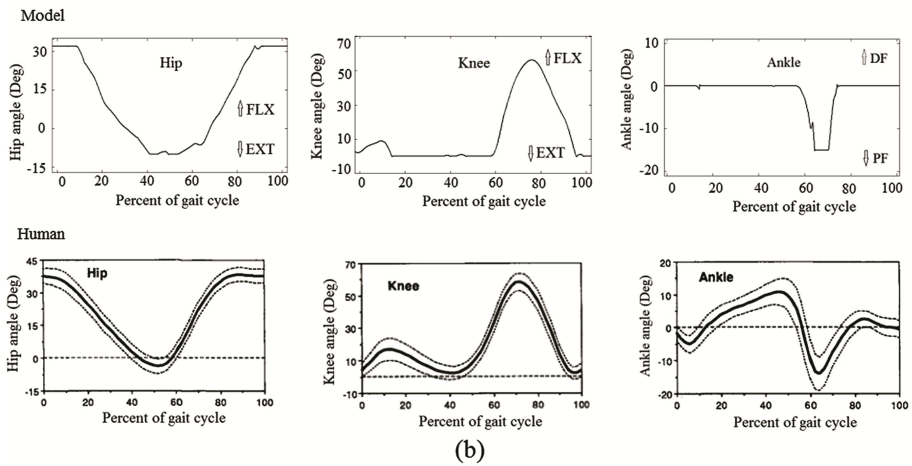 Model
Hip angle (Deg)
30
15
0
-15
Hip
⇧ FLX
⇩ EXT
0 20 40 60 80 100
Percent of gait cycle
Knee angle (Deg)
70
50
30
10
-10
Knee
⇧ FLX
⇩ EXT
0 20 40 60 80 100
Percent of gait cycle
Ankle angle (Deg)
10
0
-10
-20
Ankle
⇧ DF
⇩ PF
0 20 40 60 80 100
Percent of gait cycle
Human
Hip angle (Deg)
45
30
15
0
-15
Hip
0 20 40 60 80 100
Percent of gait cycle
Knee angle (Deg)
70
50
30
10
-10
Knee
0 20 40 60 80 100
Percent of gait cycle
Ankle angle (Deg)
20
10
0
-10
-20
Ankle
0 20 40 60 80 100
Percent of gait cycle
(b)